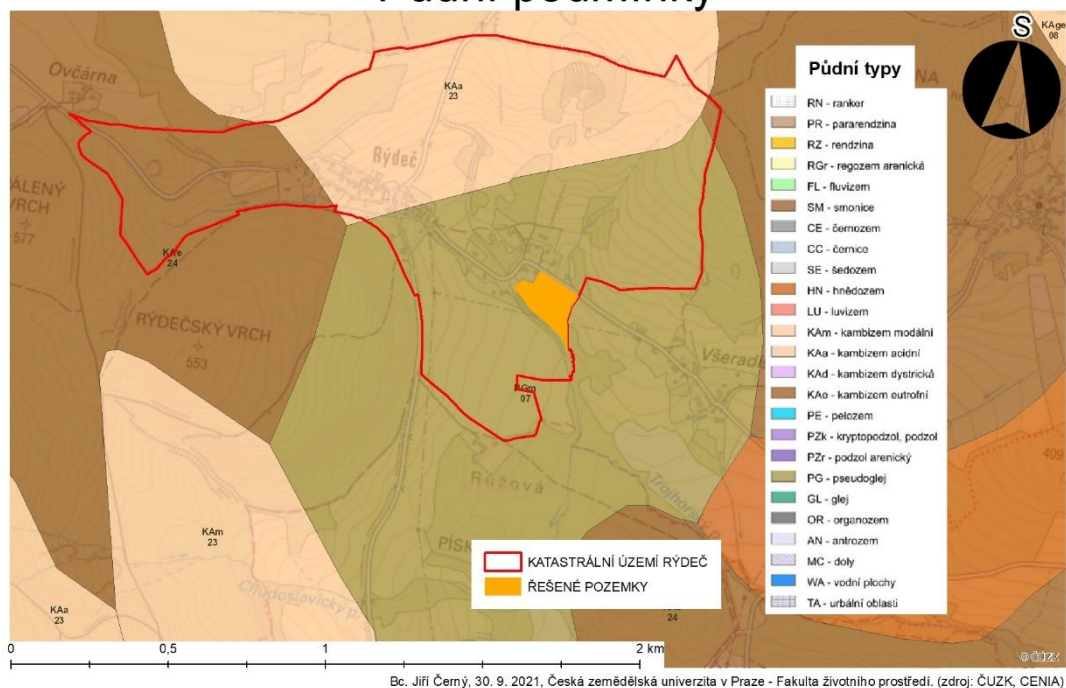 Půdní podmínky
S
KAge
08
Ovčárna
KAa
23
Rýdeč
VRCH
577
KAe
24
RÝDEČSKÝ VRCH
553
PGm
07
Růžová
KAm
23
KAa
23
24
409
Půdní typy
RN - ranker
PR - pararendzina
RZ - rendzina
RGr - regozem arenická
FL - fluvizem
SM - smonice
CE - černozem
CC - černice
SE - šedozem
HN - hnědozem
LU - luvizem
KAm - kambizem modální
KAa - kambizem acidní
KAd - kambizem dystrická
KAe - kambizem eutrofní
PE - pelozem
PZk - kryptopodzol, podzol
PZr - podzol arenický
PG - pseudoglej
GL - glej
OR - organozem
AN - antrozem
MC - doly
WA - vodní plochy
TA - urbální oblasti
KATASTRÁLNÍ ÚZEMÍ RÝDEČ
ŘEŠENÉ POZEMKY
Chudoslavický p.
© ČÚZK
0 0,5 1 2 km
Bc. Jiří Černý, 30. 9. 2021, Česká zemědělská univerzita v Praze - Fakulta životního prostředí. (zdroj: ČUZK, CENIA)